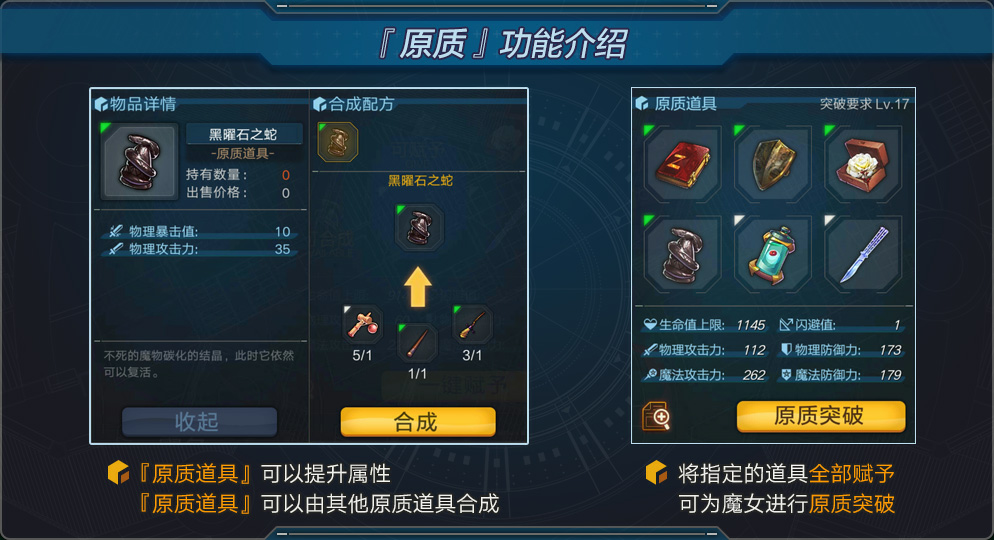 『原质』功能介绍
物品详情
黑曜石之蛇
-原质道具-
持有数量: 0
出售价格: 0
物理暴击值: 10
物理攻击力: 35
不死的魔物碳化的结晶，此时它依然
可以复活。
收起
合成配方
黑曜石之蛇
5/1
1/1
3/1
合成
原质道具
突破要求 Lv.17
生命值上限: 1145 闪避值: 1
物理攻击力: 112 物理防御力: 173
魔法攻击力: 262 魔法防御力: 179
原质突破
『原质道具』可以提升属性
『原质道具』可以由其他原质道具合成
将指定的道具全部赋予
可为魔女进行原质突破